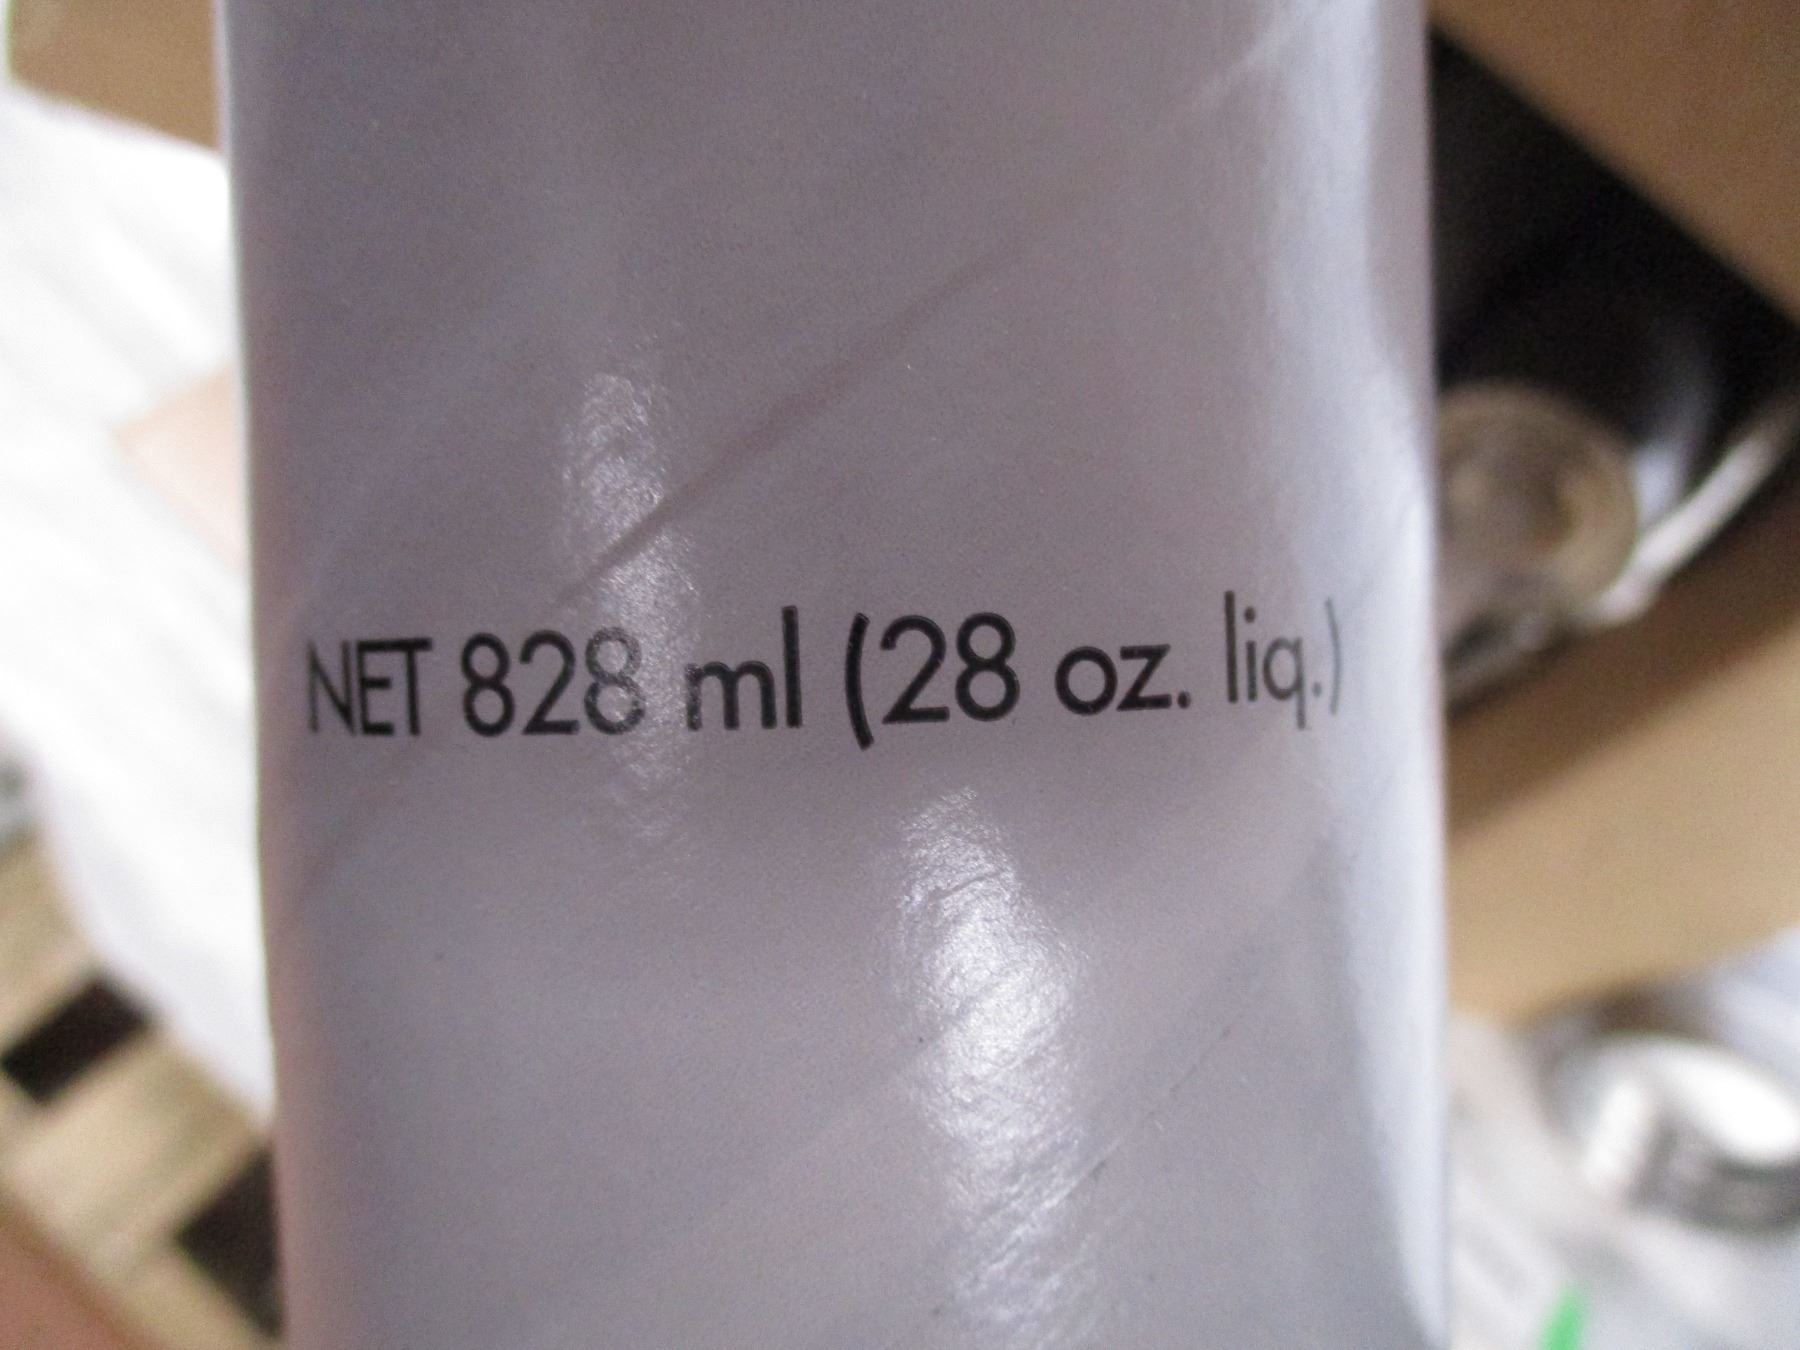 NET 828 ml (28 oz. liq.)